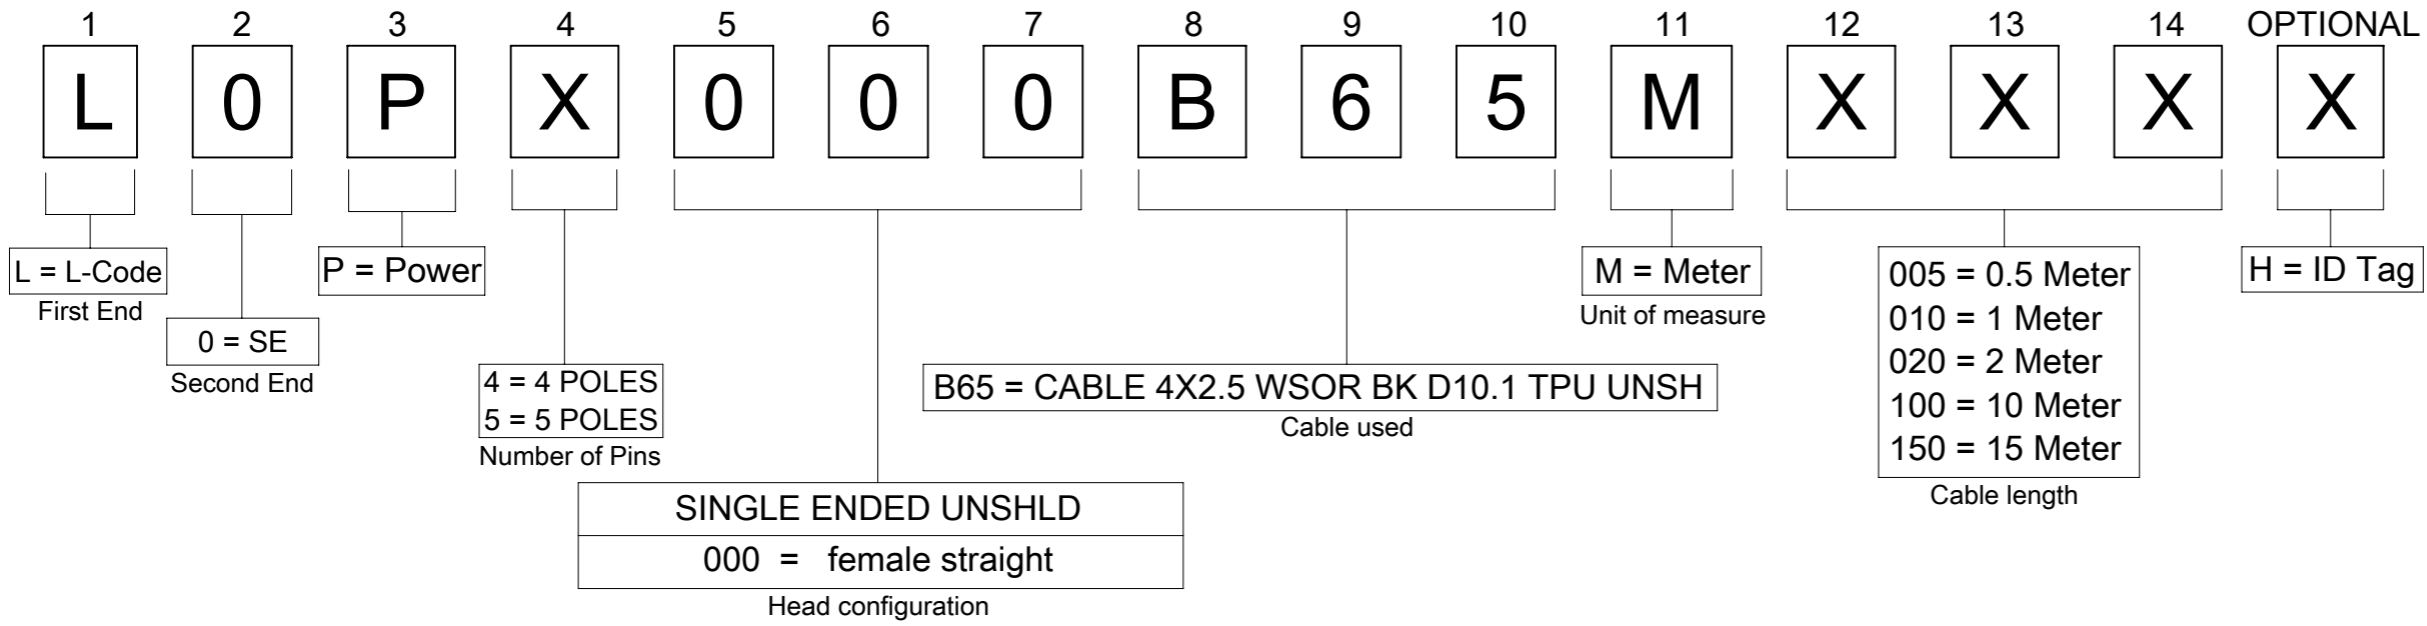 1 2 3 4 5 6 7 8 9 10 11 12 13 14 OPTIONAL
L 0 P X 0 0 0 B 6 5 M X X X X
L = L-Code
First End
0 = SE
Second End
P = Power
4 = 4 POLES
5 = 5 POLES
Number of Pins
SINGLE ENDED UNSHLD
000 = female straight
Head configuration
B65 = CABLE 4X2.5 WSOR BK D10.1 TPU UNSH
Cable used
M = Meter
Unit of measure
005 = 0.5 Meter
010 = 1 Meter
020 = 2 Meter
100 = 10 Meter
150 = 15 Meter
Cable length
H = ID Tag